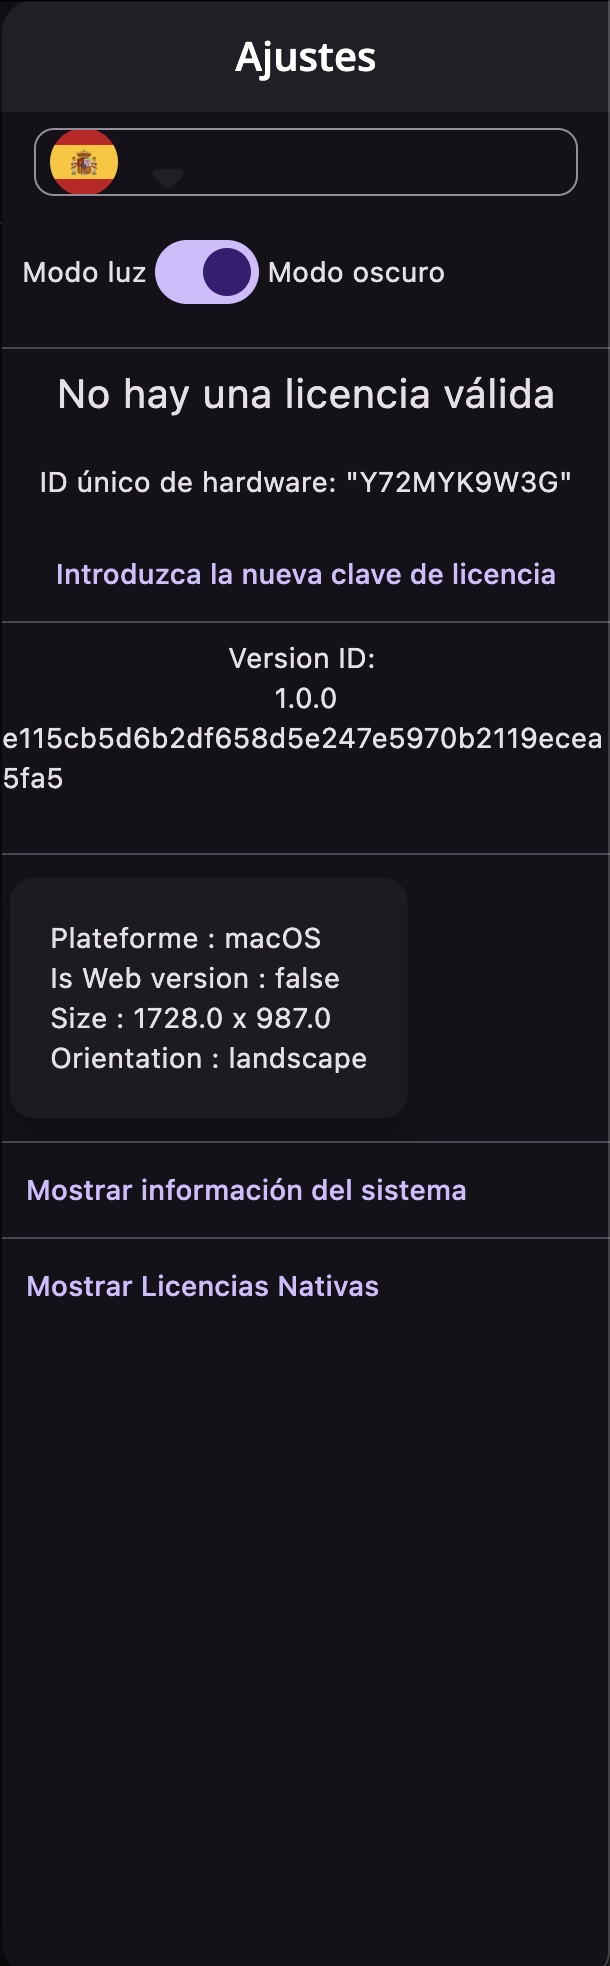 Ajustes
Modo luz Modo oscuro
No hay una licencia válida
ID único de hardware: "Y72MYK9W3G"
Introduzca la nueva clave de licencia
Version ID:
1.0.0
e115cb5d6b2df658d5e247e5970b2119ecea
5fa5
Plateforme : macOS
Is Web version : false
Size : 1728.0 x 987.0
Orientation : landscape
Mostrar información del sistema
Mostrar Licencias Nativas